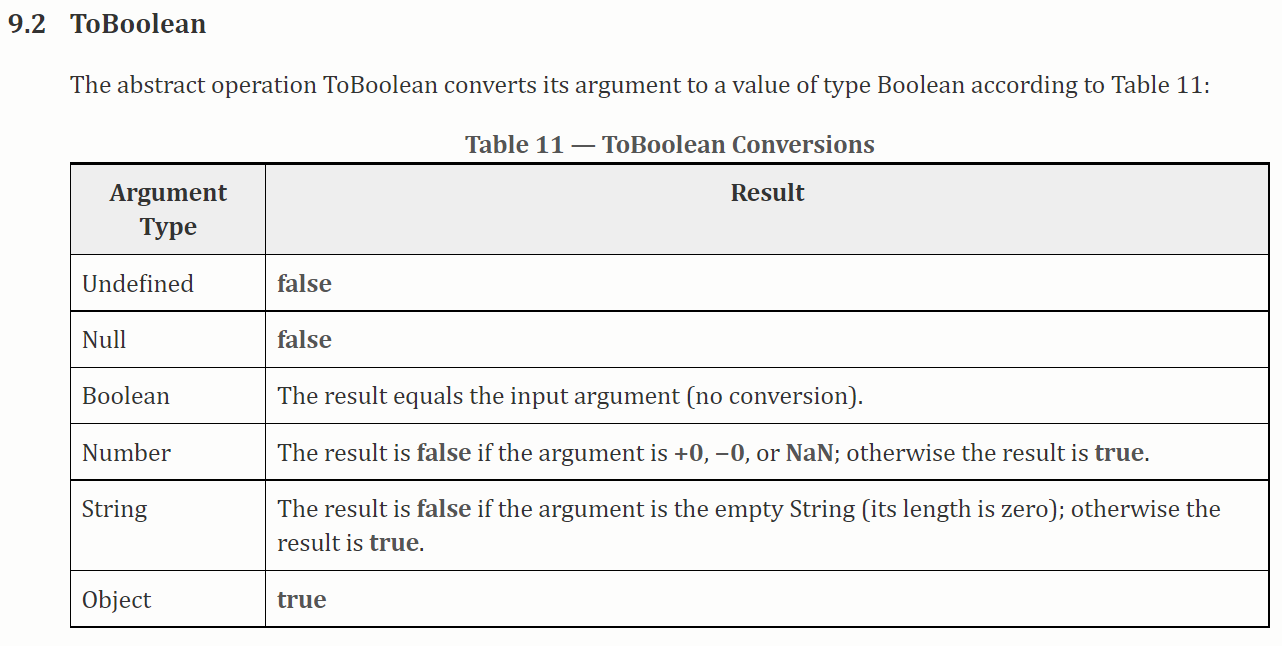 9.2 ToBoolean
The abstract operation ToBoolean converts its argument to a value of type Boolean according to Table 11:
Table 11 — ToBoolean Conversions
Argument Type Result
Undefined false
Null false
Boolean The result equals the input argument (no conversion).
Number The result is false if the argument is +0, −0, or NaN; otherwise the result is true.
String The result is false if the argument is the empty String (its length is zero); otherwise the
result is true.
Object true